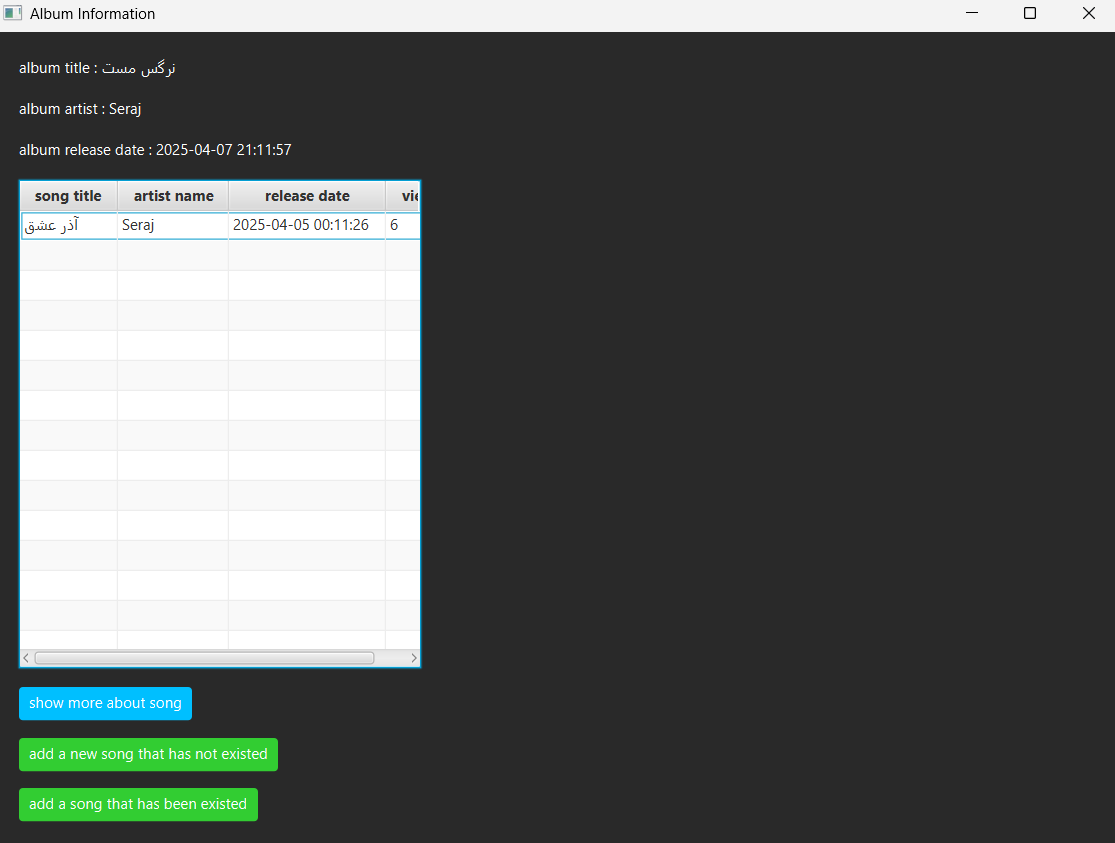 Album Information
album title : نرگس مست
album artist : Seraj
album release date : 2025-04-07 21:11:57
song title artist name release date vie
آذر عشق Seraj 2025-04-05 00:11:26 6
show more about song
add a new song that has not existed
add a song that has been existed